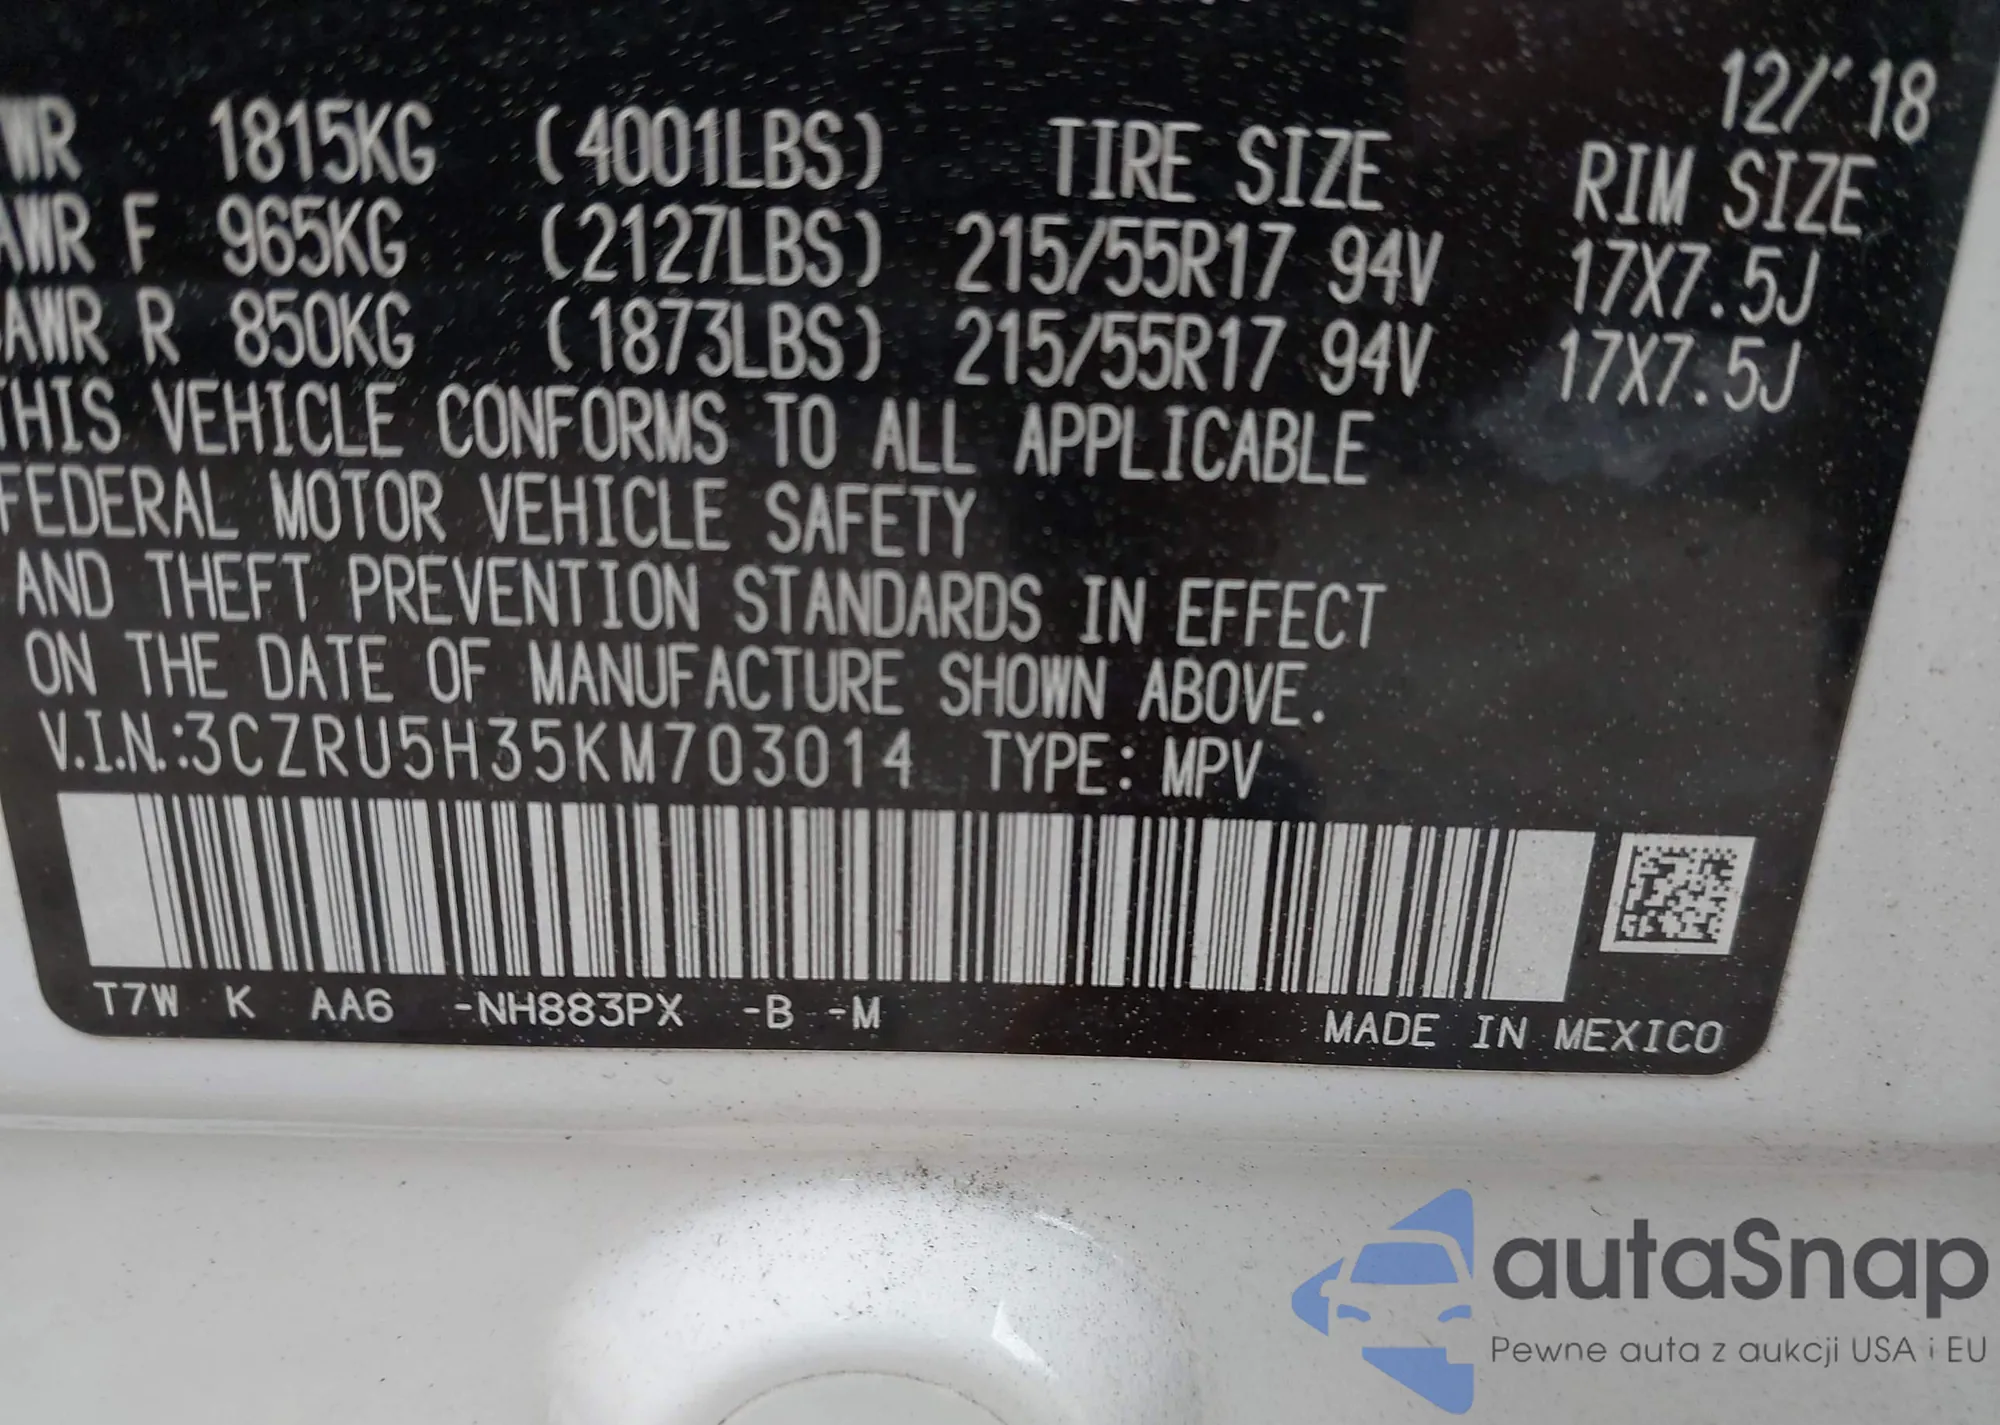 12/'18
WR 1815KG (4001LBS) TIRE SIZE RIM SIZE
AWR F 965KG (2127LBS) 215/55R17 94V 17X7.5J
AWR R 850KG (1873LBS) 215/55R17 94V 17X7.5J
THIS VEHICLE CONFORMS TO ALL APPLICABLE
FEDERAL MOTOR VEHICLE SAFETY
AND THEFT PREVENTION STANDARDS IN EFFECT
ON THE DATE OF MANUFACTURE SHOWN ABOVE.
V.I.N.:3CZRU5H35KM703014 TYPE: MPV
T7W K AA6 -NH883PX -B -M
MADE IN MEXICO
autaSnap
Pewne auta z aukcji USA i EU